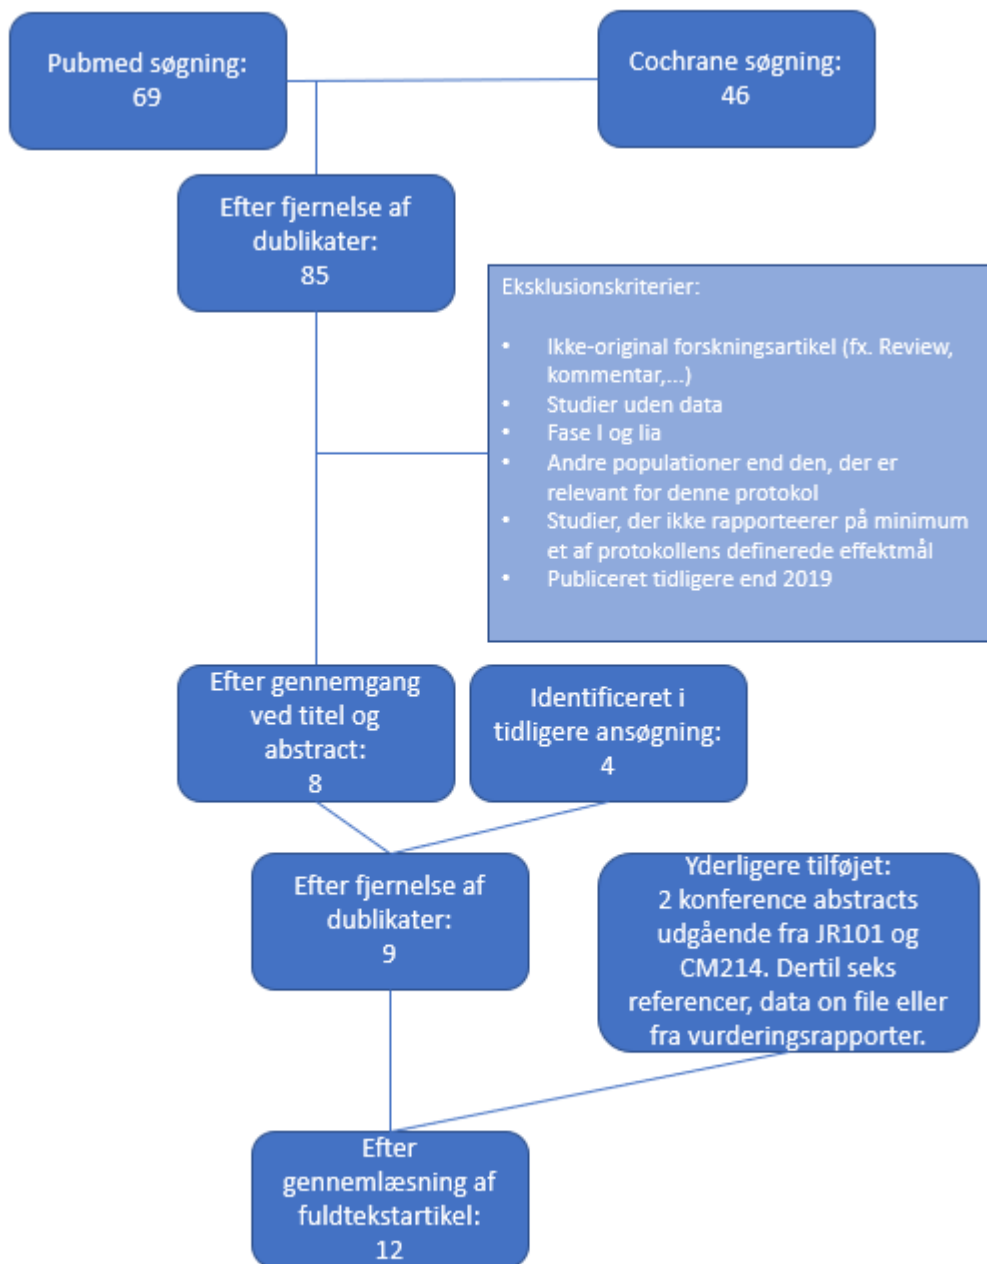 Pubmed søgning:
69
Cochrane søgning:
46
Efter fjernelse af
dublikater:
85
Eksklusionskriterier:
• Ikke-original forskningsartikel (fx. Review,
kommentar,...)
• Studier uden data
• Fase I og Iia
• Andre populationer end den, der er
relevant for denne protokol
• Studier, der ikke rapporteerer på minimum
et af protokollens definerede effektmål
• Publiceret tidligere end 2019
Efter gennemgang
ved titel og
abstract:
8
Identificeret i
tidligere ansøgning:
4
Efter fjernelse af
dublikater:
9
Yderligere tilføjet:
2 konference abstracts
udgående fra JR101 og
CM214. Dertil seks
referencer, data on file eller
fra vurderingsrapporter.
Efter
gennemlæsning af
fuldtekstartikel:
12